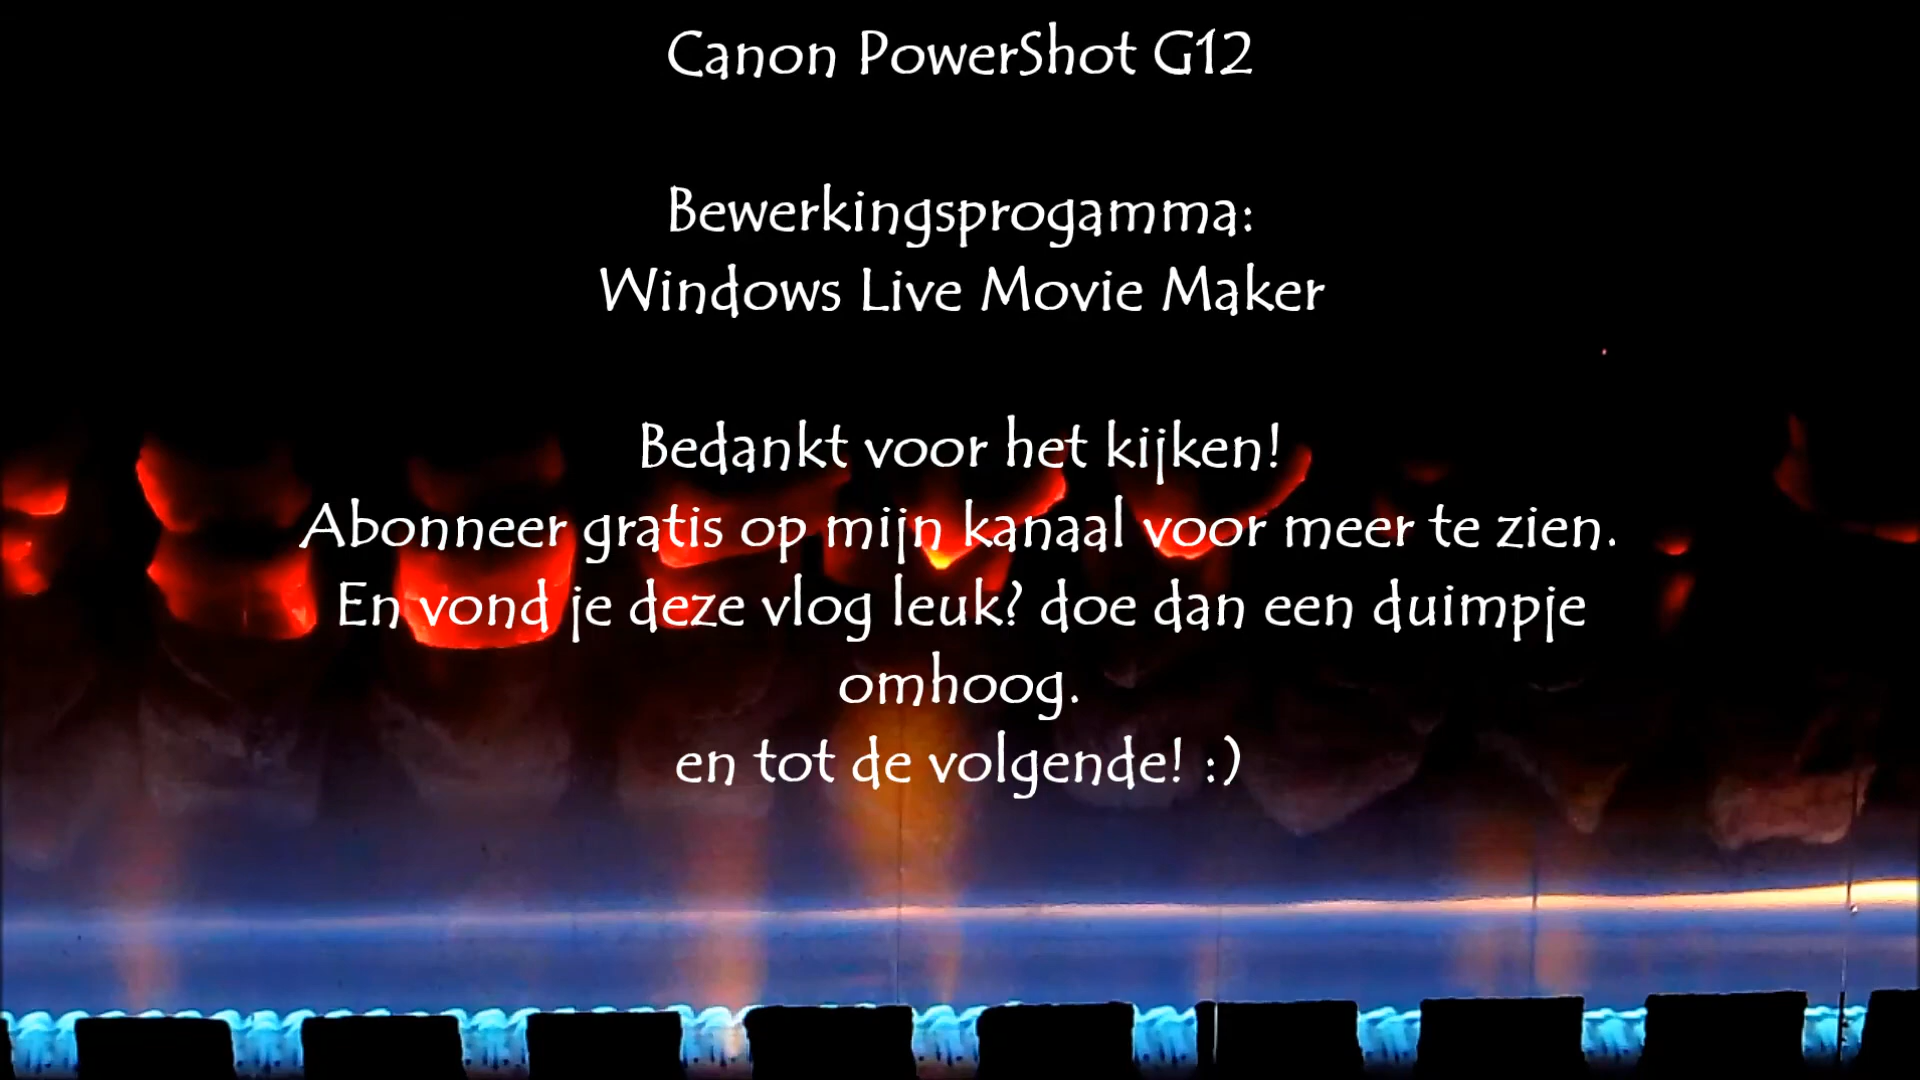 Canon PowerShot G12
Bewerkingsprogamma:
Windows Live Movie Maker
Bedankt voor het kijken!
Abonneer gratis op mijn kanaal voor meer te zien.
En vond je deze vlog leuk? doe dan een duimpje
omhoog.
en tot de volgende! :)